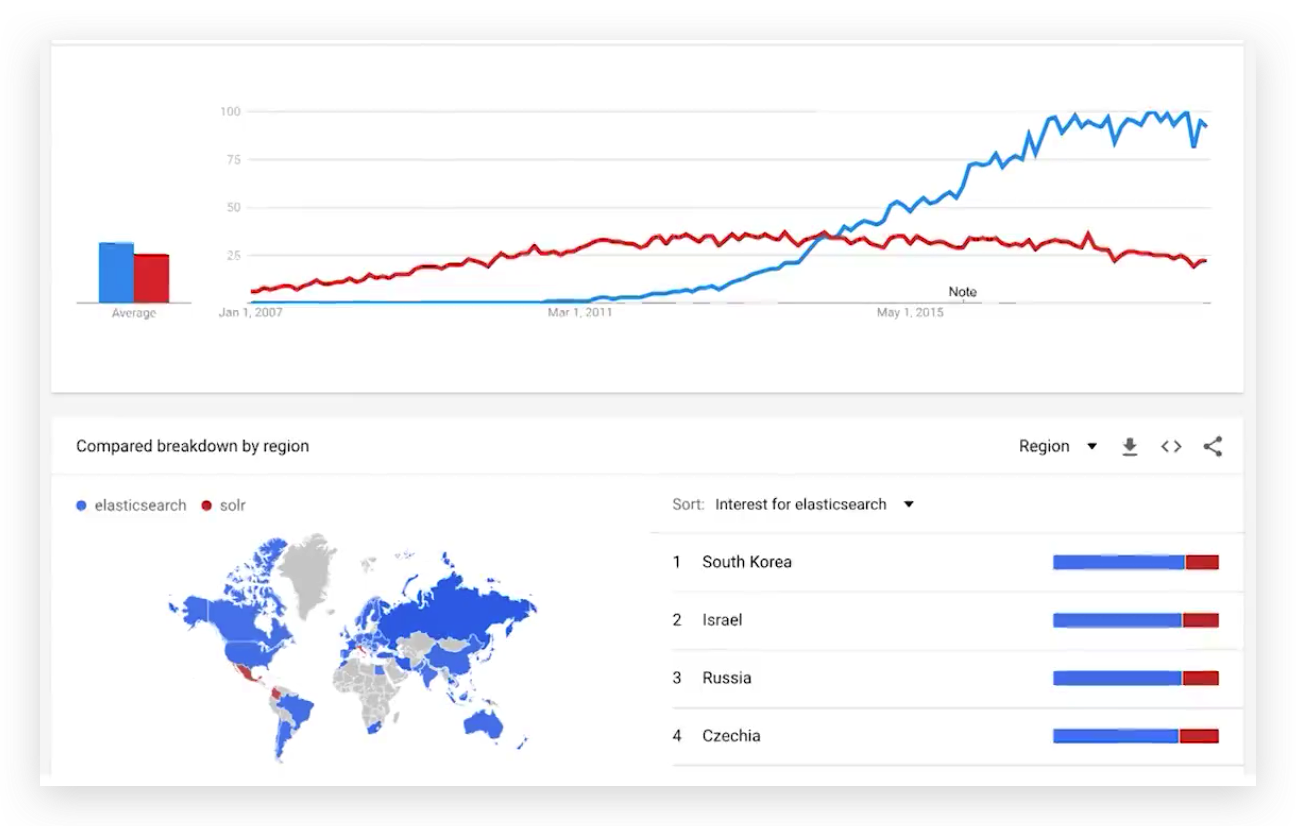 100
75
50
25
Average
Jan 1, 2007
Mar 1, 2011
May 1, 2015
Note
Compared breakdown by region
Region
elasticsearch solr
Sort: Interest for elasticsearch
1 South Korea
2 Israel
3 Russia
4 Czechia